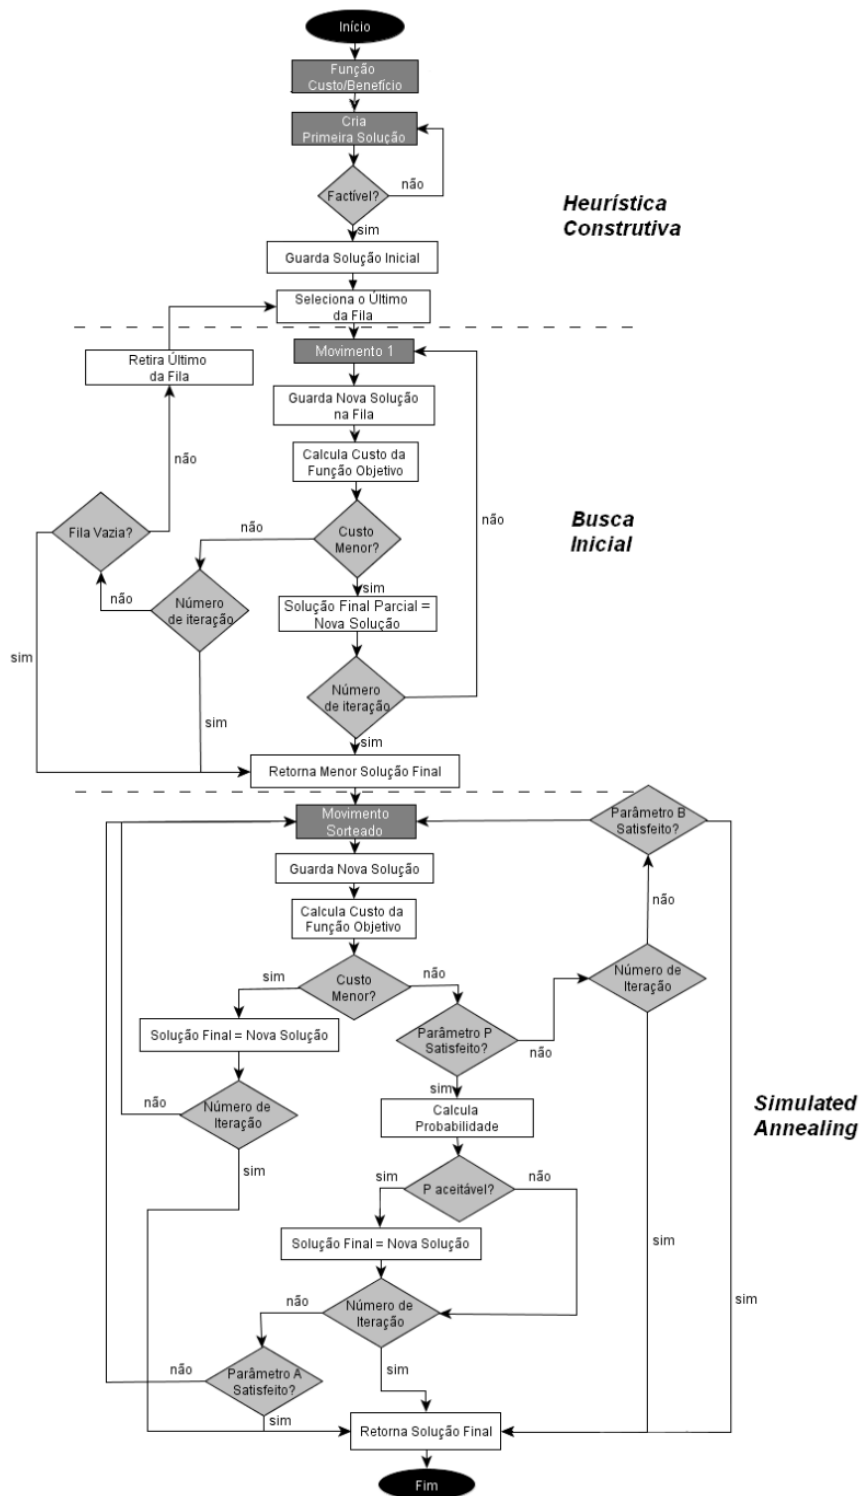 Início
Função
Custo/Benefício
Cria
Primeira Solução
não
Factível?
sim
Heurística
Construtiva
Guarda Solução Inicial
Seleciona o Último
da Fila
Retira Último
da Fila
Movimento 1
Guarda Nova Solução
na Fila
não
Calcula Custo da
Função Objetivo
Fila Vazia?
não
Custo
Menor?
não
Busca
Inicial
não
sim
Número
de iteração
Solução Final Parcial =
Nova Solução
sim
sim
Número
de iteração
sim
Retorna Menor Solução Final
Movimento
Sorteado
Parâmetro B
Satisfeito?
Guarda Nova Solução
não
Calcula Custo da
Função Objetivo
sim
Custo
Menor?
não
Número de
Iteração
Solução Final = Nova Solução
Parâmetro P
Satisfeito?
não
sim
não
Número de
Iteração
Calcula
Probabilidade
Simulated
Annealing
sim
sim
P aceitável?
não
Solução Final = Nova Solução
sim
não
Número de
Iteração
sim
não
Parâmetro A
Satisfeito?
sim
sim
Retorna Solução Final
Fim